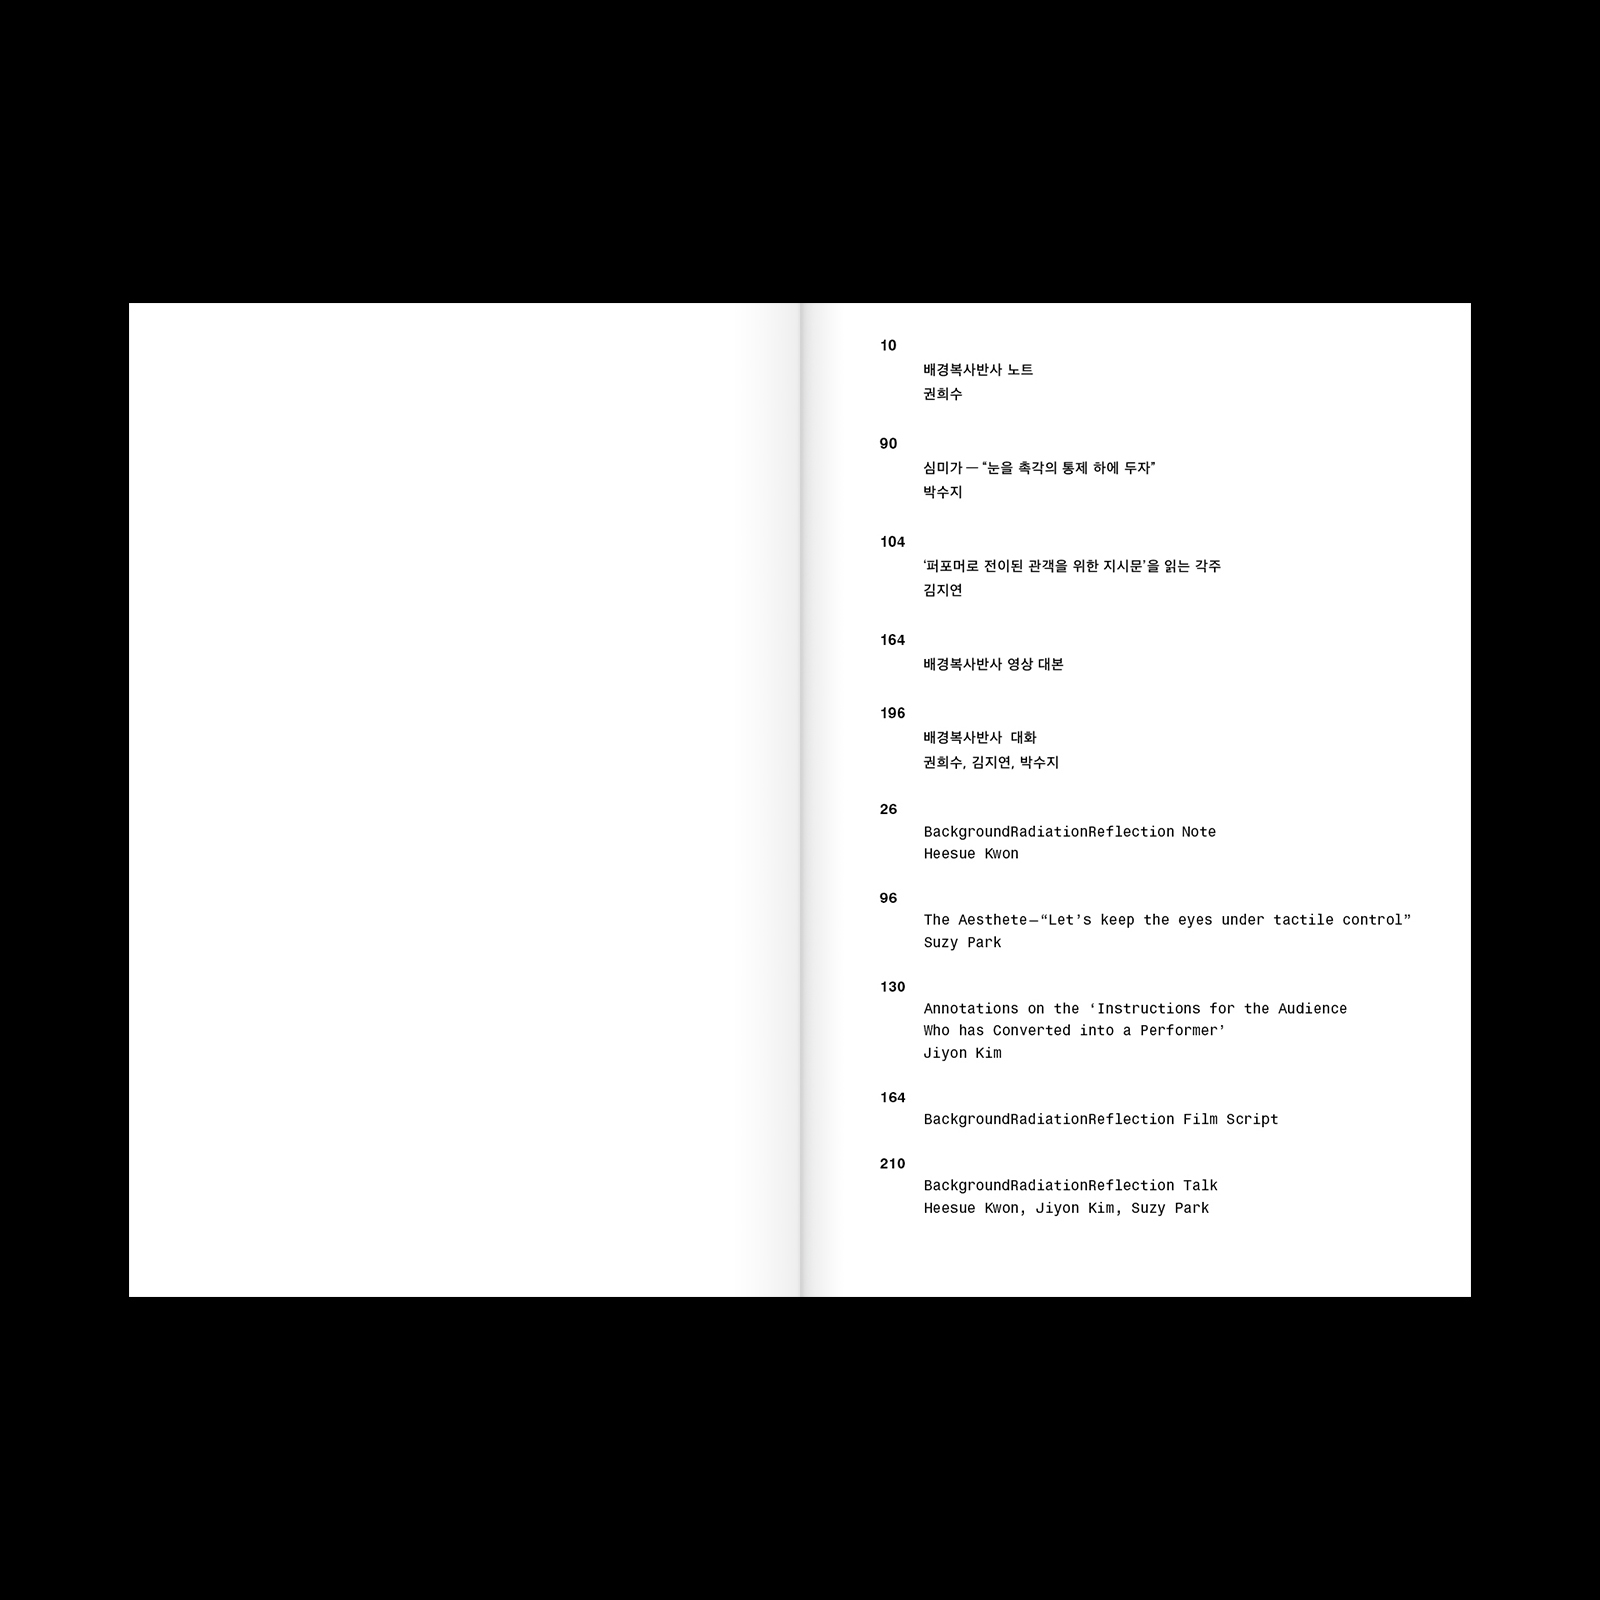 10
배경복사반사 노트
권희수
90
심미가 — “눈을 촉각의 통제 하에 두자”
박수지
104
‘퍼포머로 전이된 관객을 위한 지시문’을 읽는 각주
김지연
164
배경복사반사 영상 대본
196
배경복사반사 대화
권희수, 김지연, 박수지
26
BackgroundRadiationReflection Note
Heesue Kwon
96
The Aesthete—“Let’s keep the eyes under tactile control”
Suzy Park
130
Annotations on the ‘Instructions for the Audience
Who has Converted into a Performer’
Jiyon Kim
164
BackgroundRadiationReflection Film Script
210
BackgroundRadiationReflection Talk
Heesue Kwon, Jiyon Kim, Suzy Park